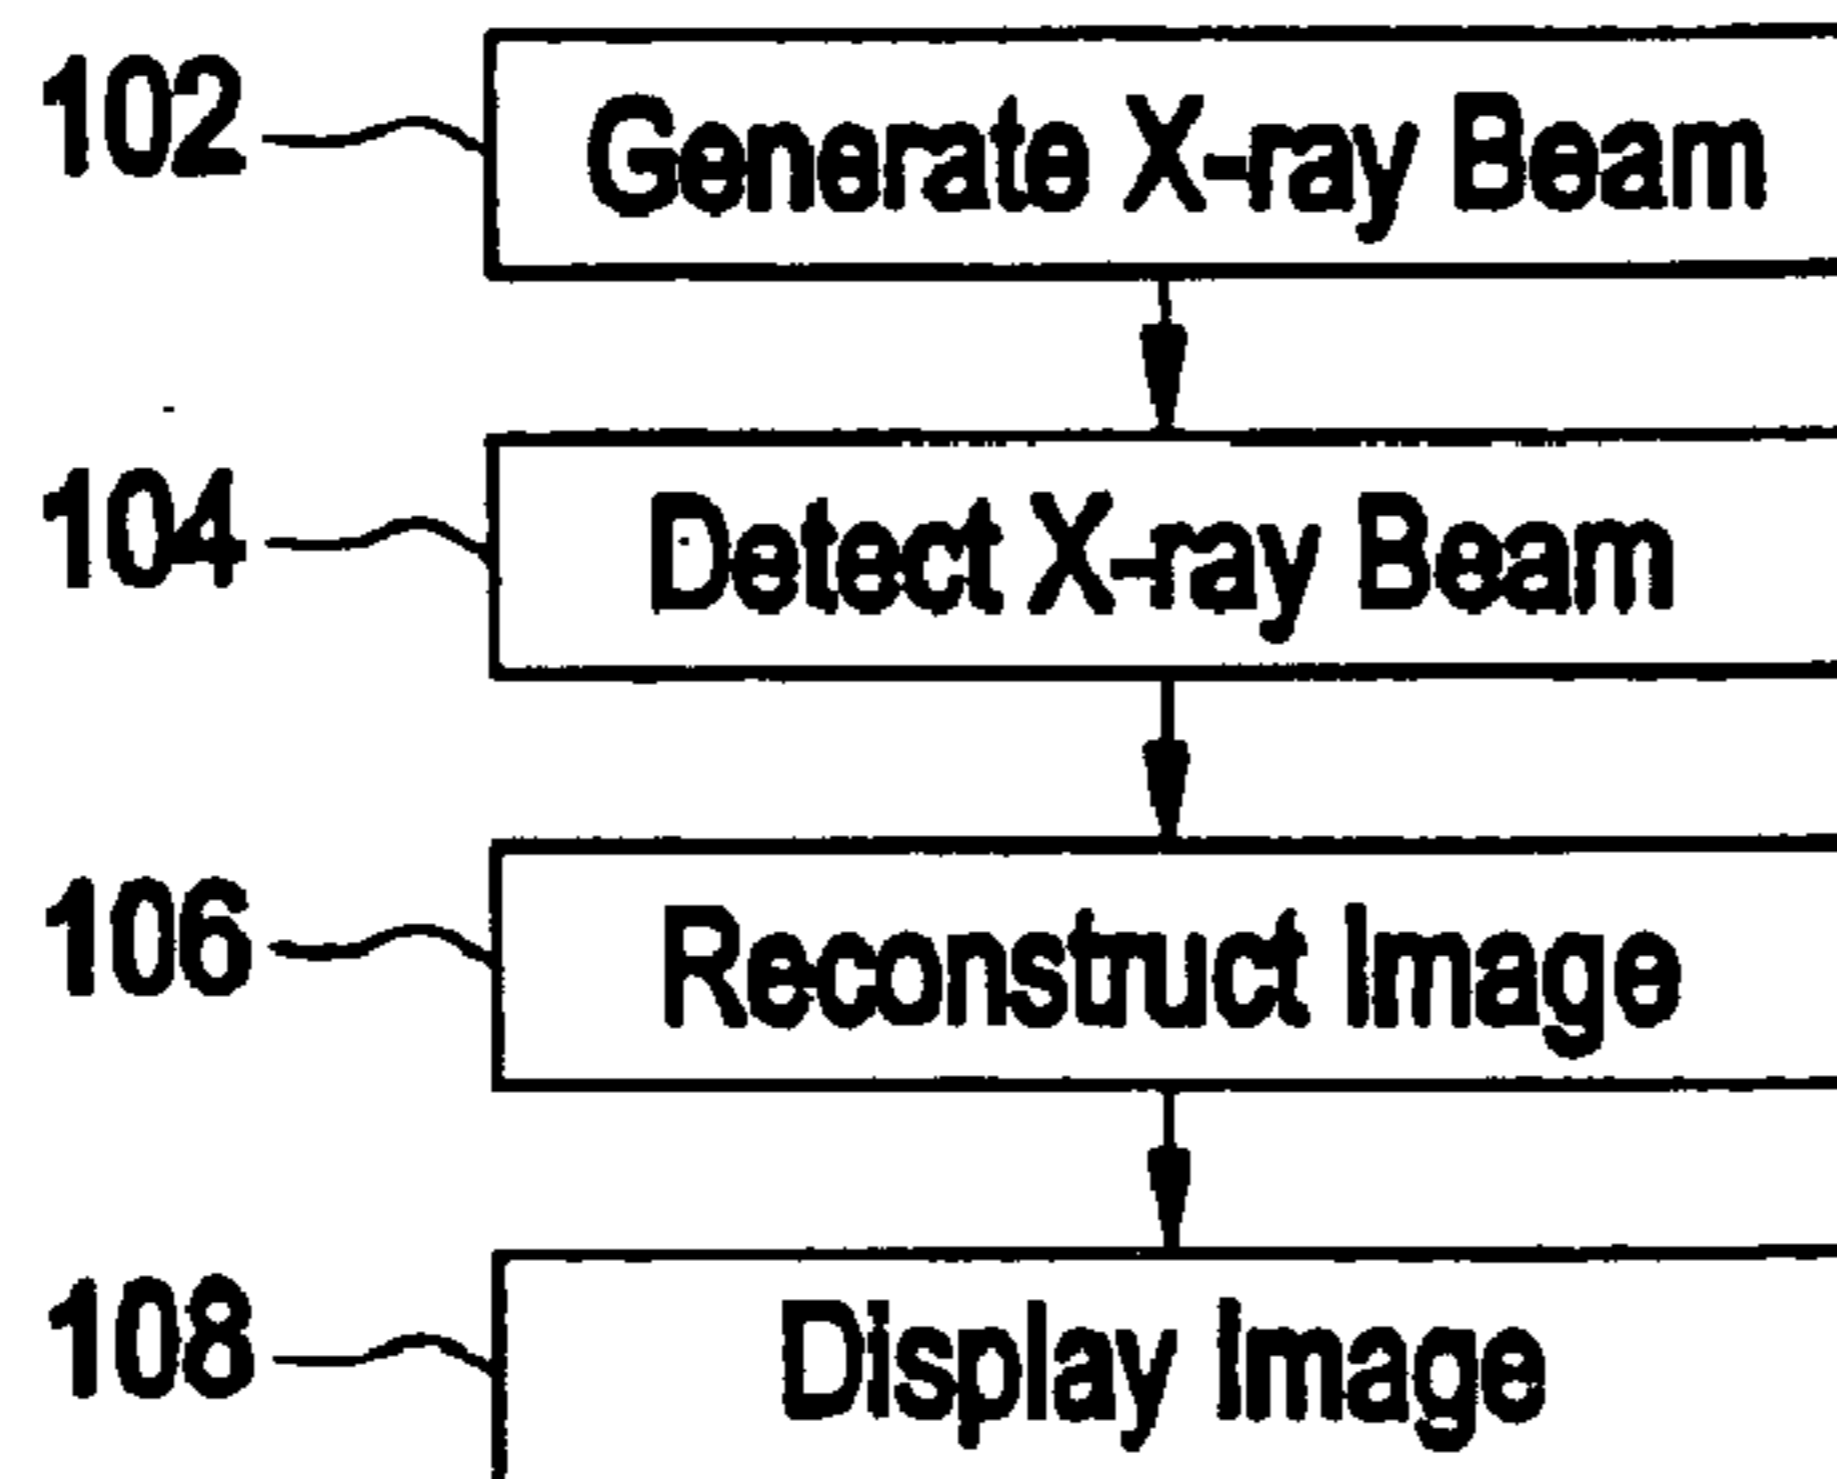 102 Generate X-ray Beam
104 Detect X-ray Beam
106 Reconstruct Image
108 Display Image